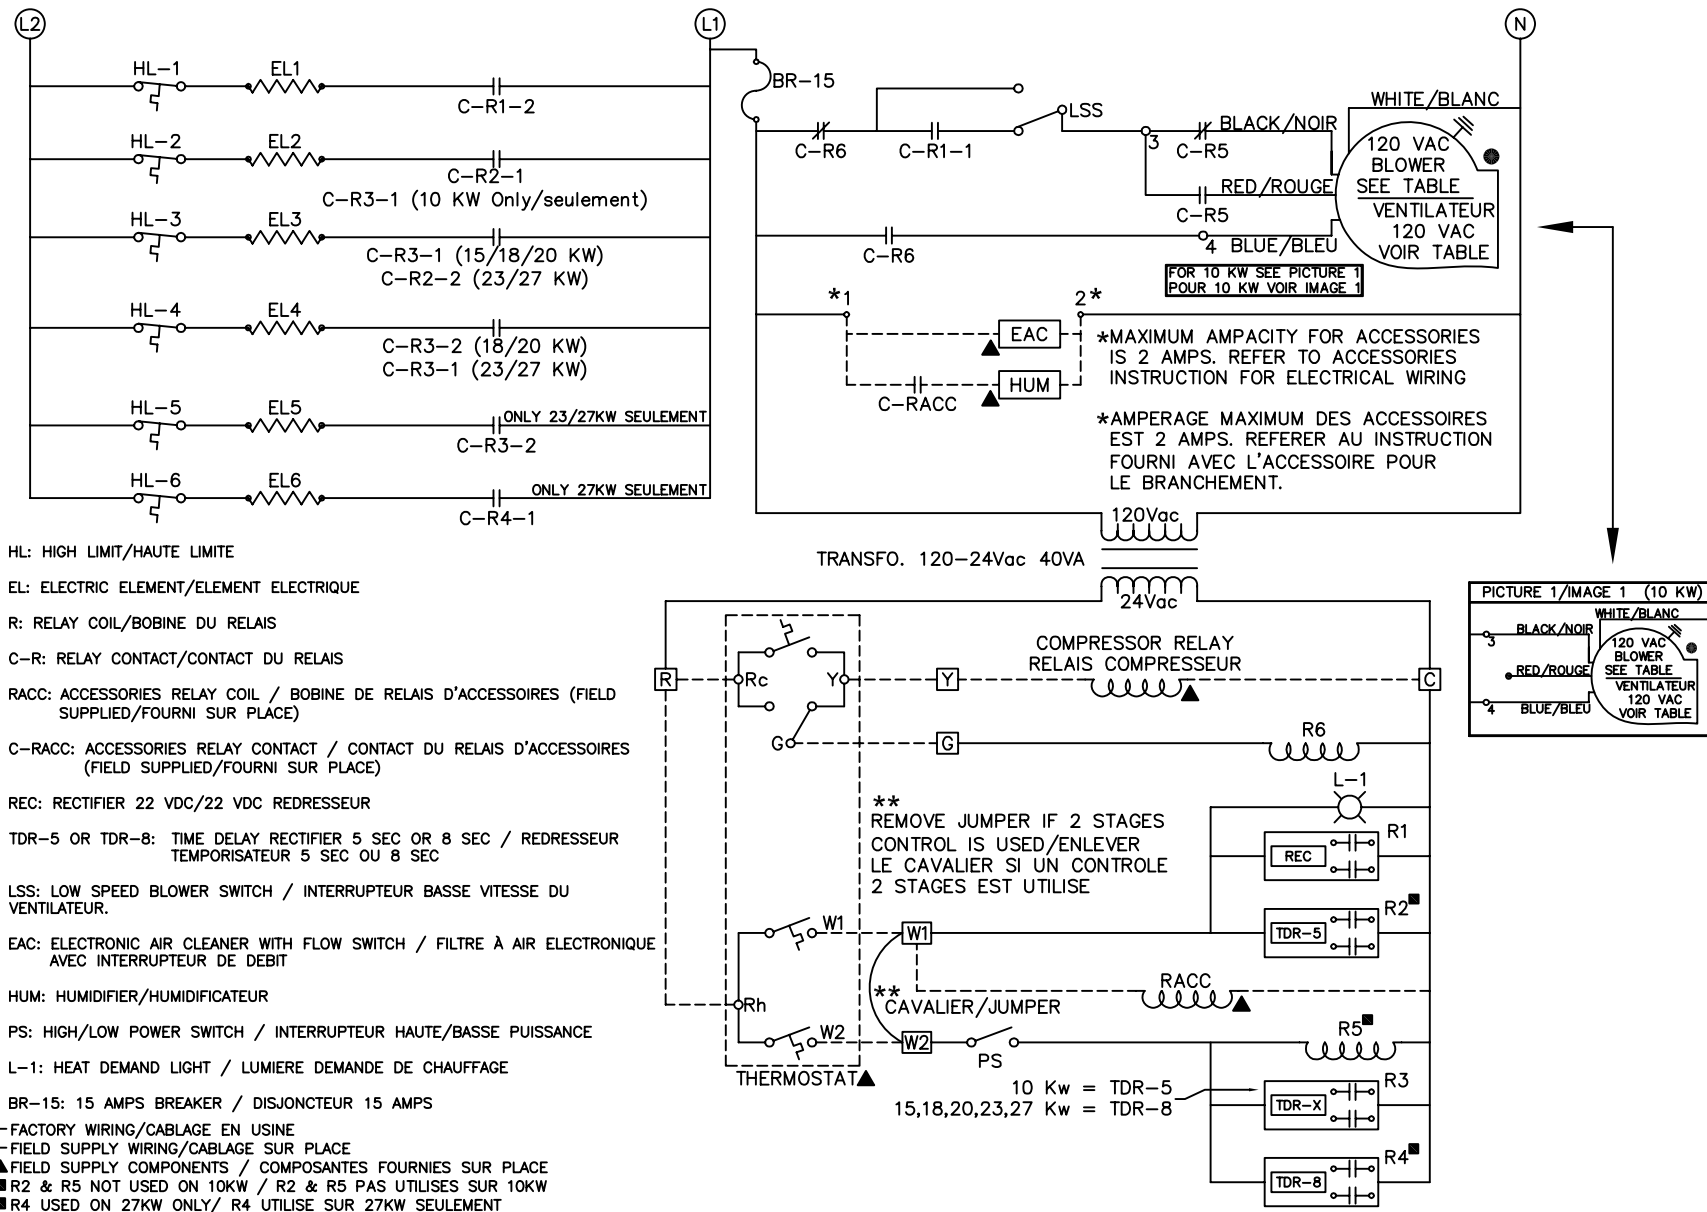 L2
L1
N
HL-1
EL1
C-R1-2
HL-2
EL2
C-R2-1
C-R3-1 (10 KW Only/seulement)
HL-3
EL3
C-R3-1 (15/18/20 KW)
C-R2-2 (23/27 KW)
HL-4
EL4
C-R3-2 (18/20 KW)
C-R3-1 (23/27 KW)
HL-5
EL5
ONLY 23/27KW SEULEMENT
C-R3-2
HL-6
EL6
ONLY 27KW SEULEMENT
C-R4-1
BR-15
C-R6
C-R1-1
LSS
3
C-R5
BLACK/NOIR
WHITE/BLANC
C-R5
RED/ROUGE
C-R6
4
BLUE/BLEU
120 VAC
BLOWER
SEE TABLE
VENTILATEUR
120 VAC
VOIR TABLE
FOR 10 KW SEE PICTURE 1
POUR 10 KW VOIR IMAGE 1
*1
2*
EAC
C-RACC
HUM
*MAXIMUM AMPACITY FOR ACCESSORIES
IS 2 AMPS. REFER TO ACCESSORIES
INSTRUCTION FOR ELECTRICAL WIRING
*AMPERAGE MAXIMUM DES ACCESSOIRES
EST 2 AMPS. REFERER AU INSTRUCTION
FOURNI AVEC L'ACCESSOIRE POUR
LE BRANCHEMENT.
120Vac
TRANSFO. 120-24Vac 40VA
24Vac
PICTURE 1/IMAGE 1 (10 KW)
WHITE/BLANC
3
BLACK/NOIR
RED/ROUGE
4
BLUE/BLEU
120 VAC
BLOWER
SEE TABLE
VENTILATEUR
120 VAC
VOIR TABLE
HL: HIGH LIMIT/HAUTE LIMITE
EL: ELECTRIC ELEMENT/ELEMENT ELECTRIQUE
R: RELAY COIL/BOBINE DU RELAIS
C-R: RELAY CONTACT/CONTACT DU RELAIS
RACC: ACCESSORIES RELAY COIL / BOBINE DE RELAIS D'ACCESSOIRES (FIELD
SUPPLIED/FOURNI SUR PLACE)
C-RACC: ACCESSORIES RELAY CONTACT / CONTACT DU RELAIS D'ACCESSOIRES
(FIELD SUPPLIED/FOURNI SUR PLACE)
REC: RECTIFIER 22 VDC/22 VDC REDRESSEUR
TDR-5 OR TDR-8: TIME DELAY RECTIFIER 5 SEC OR 8 SEC / REDRESSEUR
TEMPORISATEUR 5 SEC OU 8 SEC
LSS: LOW SPEED BLOWER SWITCH / INTERRUPTEUR BASSE VITESSE DU
VENTILATEUR.
EAC: ELECTRONIC AIR CLEANER WITH FLOW SWITCH / FILTRE À AIR ELECTRONIQUE
AVEC INTERRUPTEUR DE DEBIT
HUM: HUMIDIFIER/HUMIDIFICATEUR
PS: HIGH/LOW POWER SWITCH / INTERRUPTEUR HAUTE/BASSE PUISSANCE
L-1: HEAT DEMAND LIGHT / LUMIERE DEMANDE DE CHAUFFAGE
BR-15: 15 AMPS BREAKER / DISJONCTEUR 15 AMPS
-FACTORY WIRING/CABLAGE EN USINE
-FIELD SUPPLY WIRING/CABLAGE SUR PLACE
▲FIELD SUPPLY COMPONENTS / COMPOSANTES FOURNIES SUR PLACE
■R2 & R5 NOT USED ON 10KW / R2 & R5 PAS UTILISES SUR 10KW
■R4 USED ON 27KW ONLY/ R4 UTILISE SUR 27KW SEULEMENT
R
Rc
Y
Y
COMPRESSOR RELAY
RELAIS COMPRESSEUR
C
G
G
R6
L-1
**
REMOVE JUMPER IF 2 STAGES
CONTROL IS USED/ENLEVER
LE CAVALIER SI UN CONTROLE
2 STAGES EST UTILISE
REC
R1
W1
W1
TDR-5
R2
RACC
Rh
**
CAVALIER/JUMPER
W2
W2
PS
R5
THERMOSTAT
10 Kw = TDR-5
15,18,20,23,27 Kw = TDR-8
TDR-X
R3
TDR-8
R4